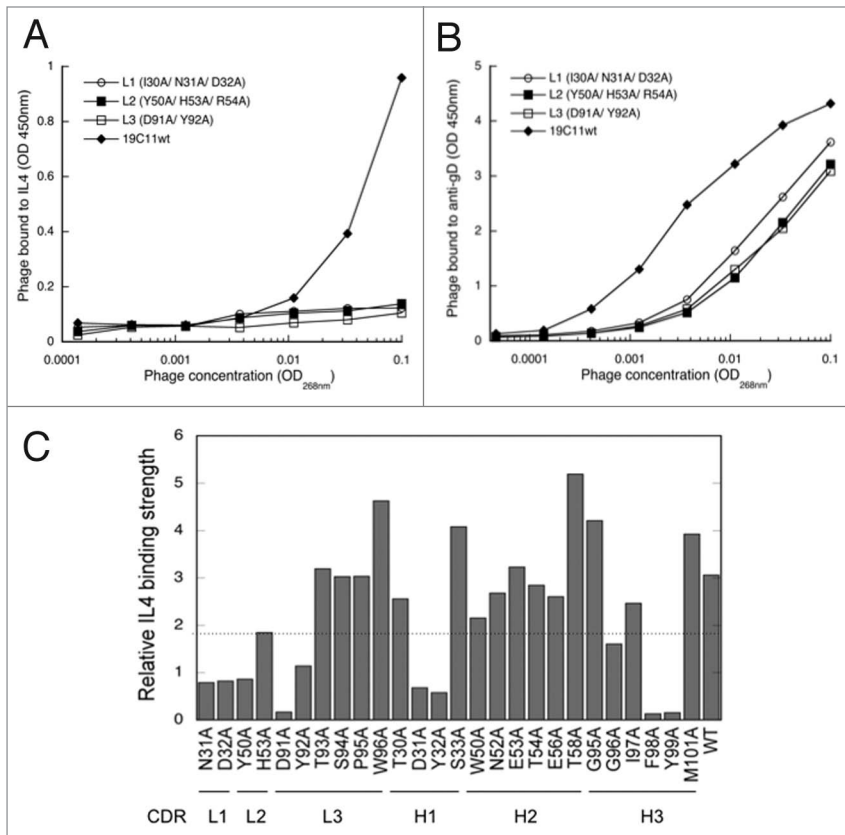 A
L1 (I30A/ N31A/ D32A)
L2 (Y50A/ H53A/ R54A)
L3 (D91A/ Y92A)
19C11wt
Phage bound to IL4 (OD 450nm)
1
0.8
0.6
0.4
0.2
0
0.0001
0.001
0.01
0.1
Phage concentration (OD268nm)
B
L1 (I30A/ N31A/ D32A)
L2 (Y50A/ H53A/ R54A)
L3 (D91A/ Y92A)
19C11wt
Phage bound to anti-gD (OD 450nm)
5
4
3
2
1
0
0.0001
0.001
0.01
0.1
Phage concentration (OD268nm)
C
Relative IL4 binding strength
6
5
4
3
2
1
0
N31A
D32A
Y50A
H53A
D91A
Y92A
T93A
S94A
P95A
W96A
T30A
D31A
Y32A
S33A
W50A
N52A
E53A
T54A
E56A
T58A
G95A
G96A
I97A
F98A
Y99A
M101A
WT
CDR L1 L2 L3 H1 H2 H3